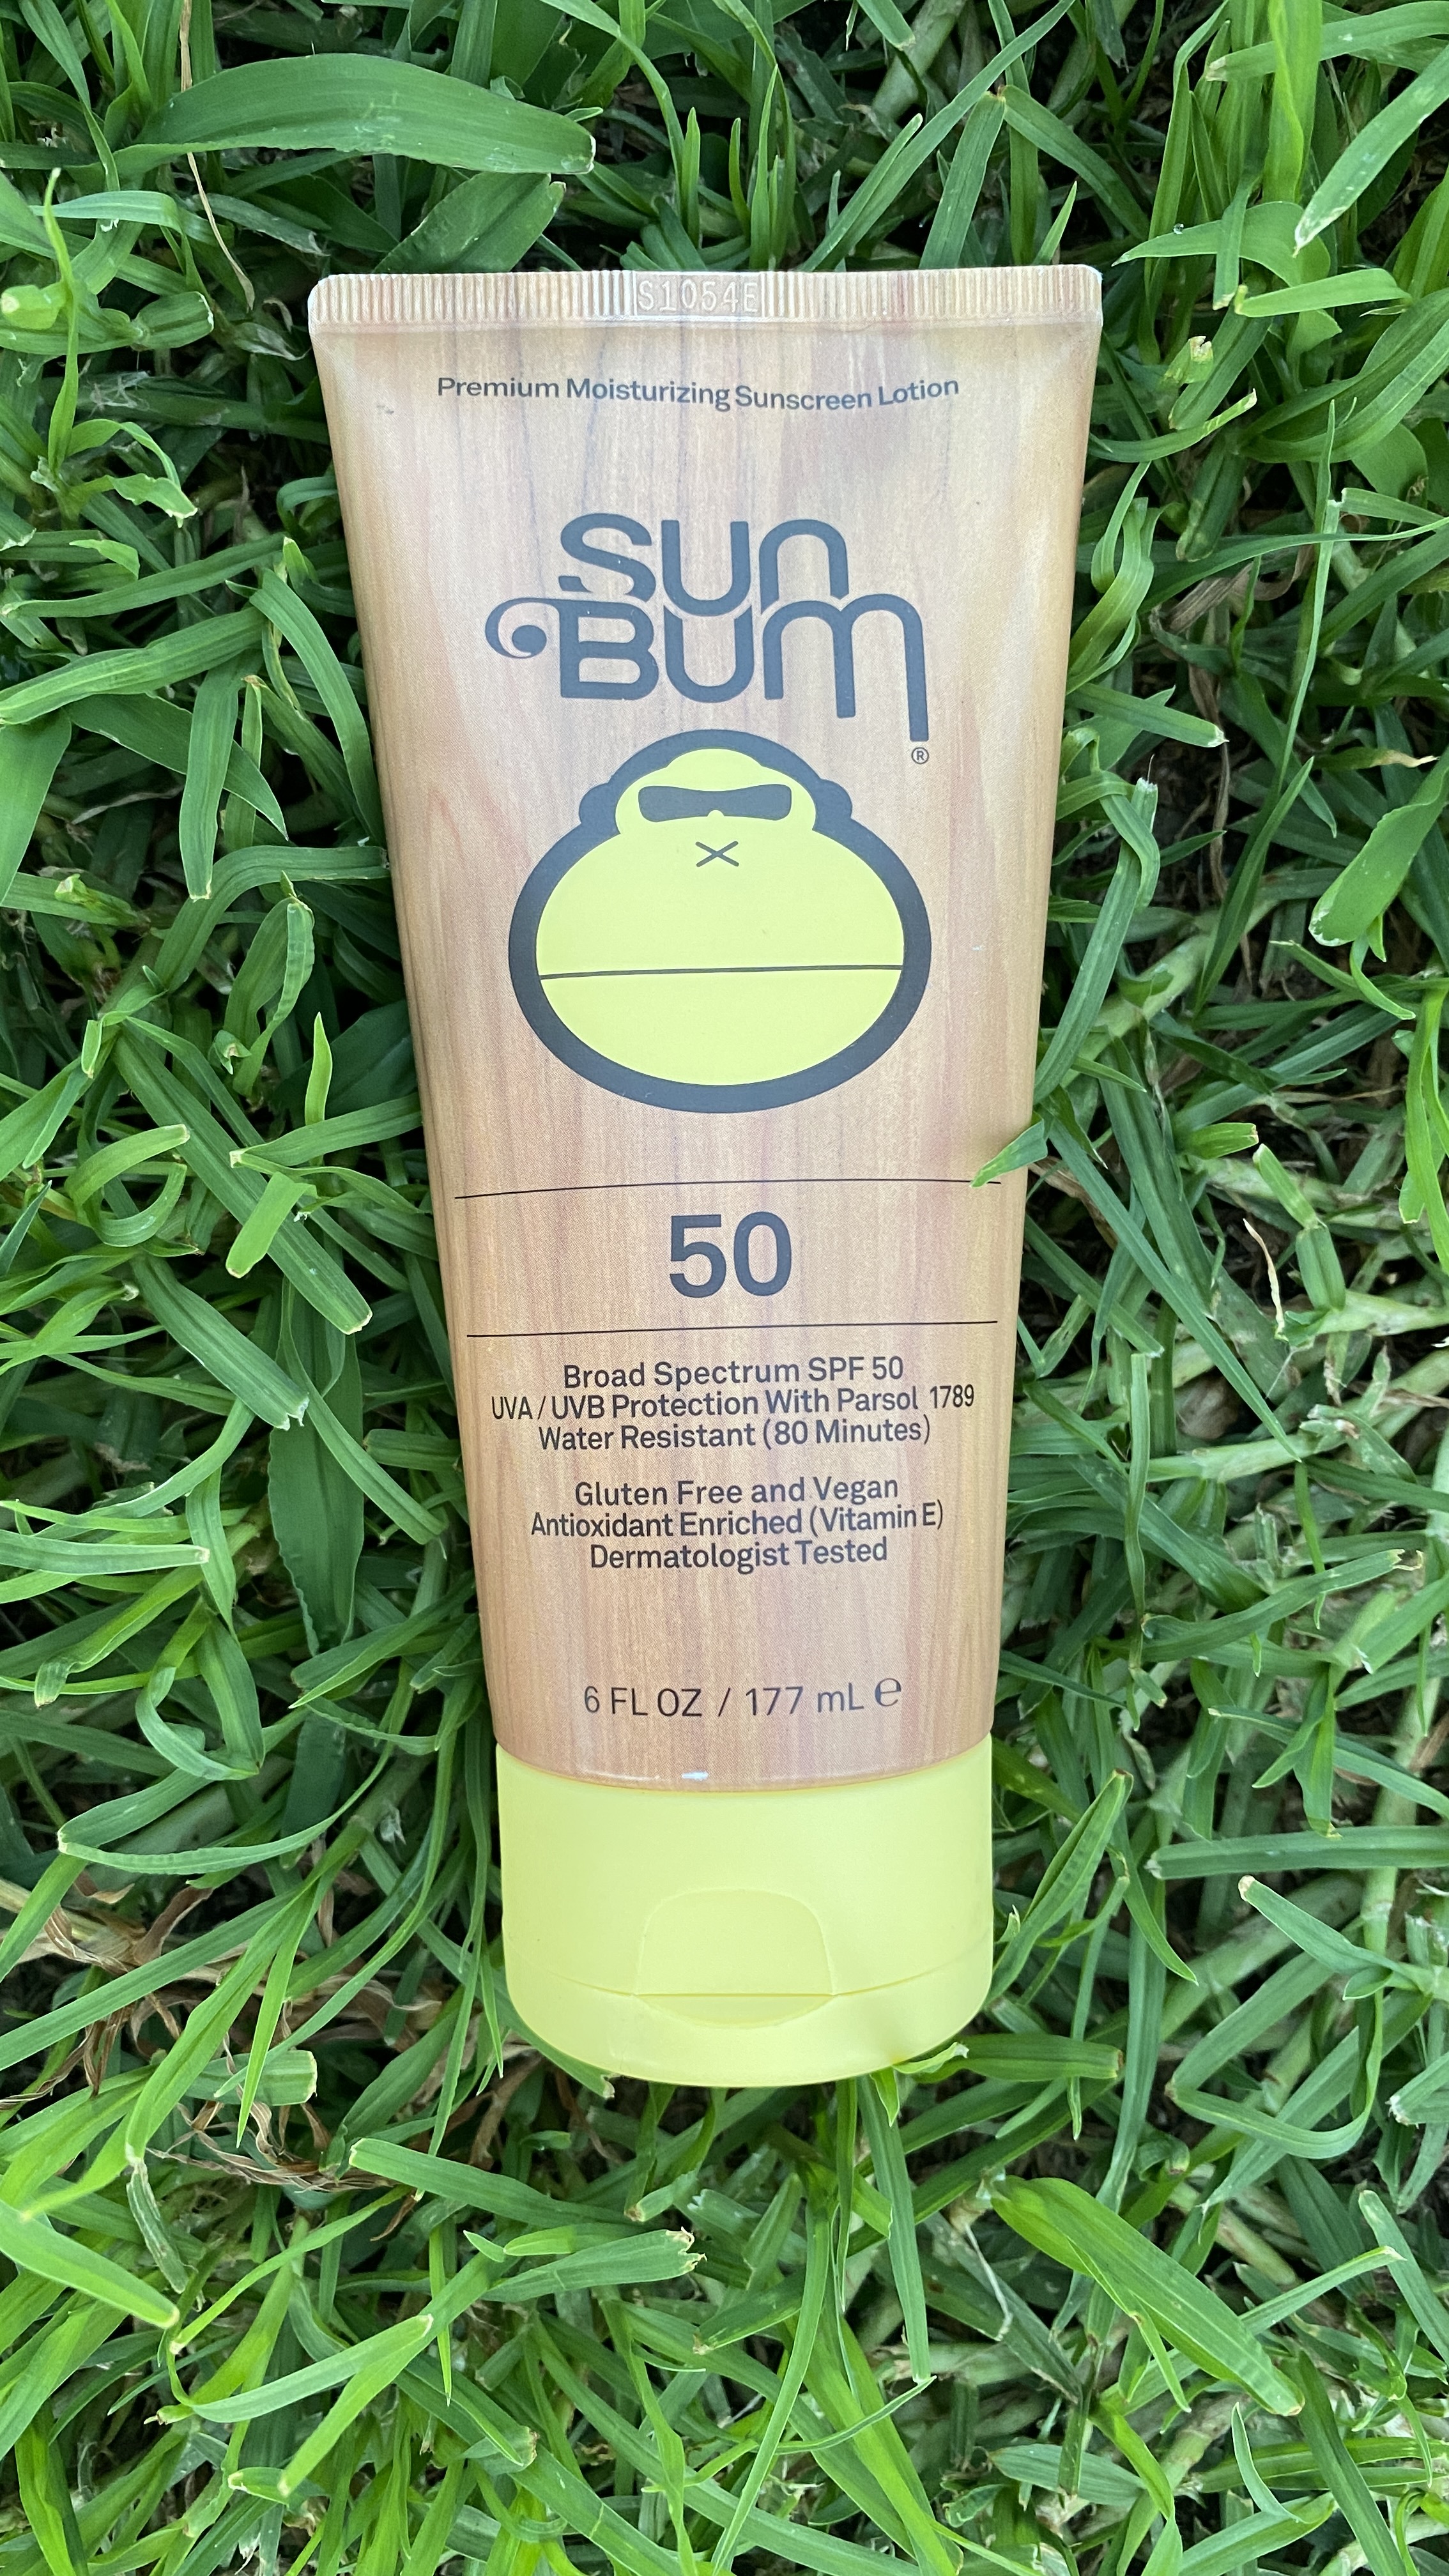 S1054E
Premium Moisturizing Sunscreen Lotion
sun
Bum
®
50
Broad Spectrum SPF 50
UVA / UVB Protection With Parsol 1789
Water Resistant (80 Minutes)
Gluten Free and Vegan
Antioxidant Enriched (Vitamin E)
Dermatologist Tested
6 FL OZ / 177 mL ℮